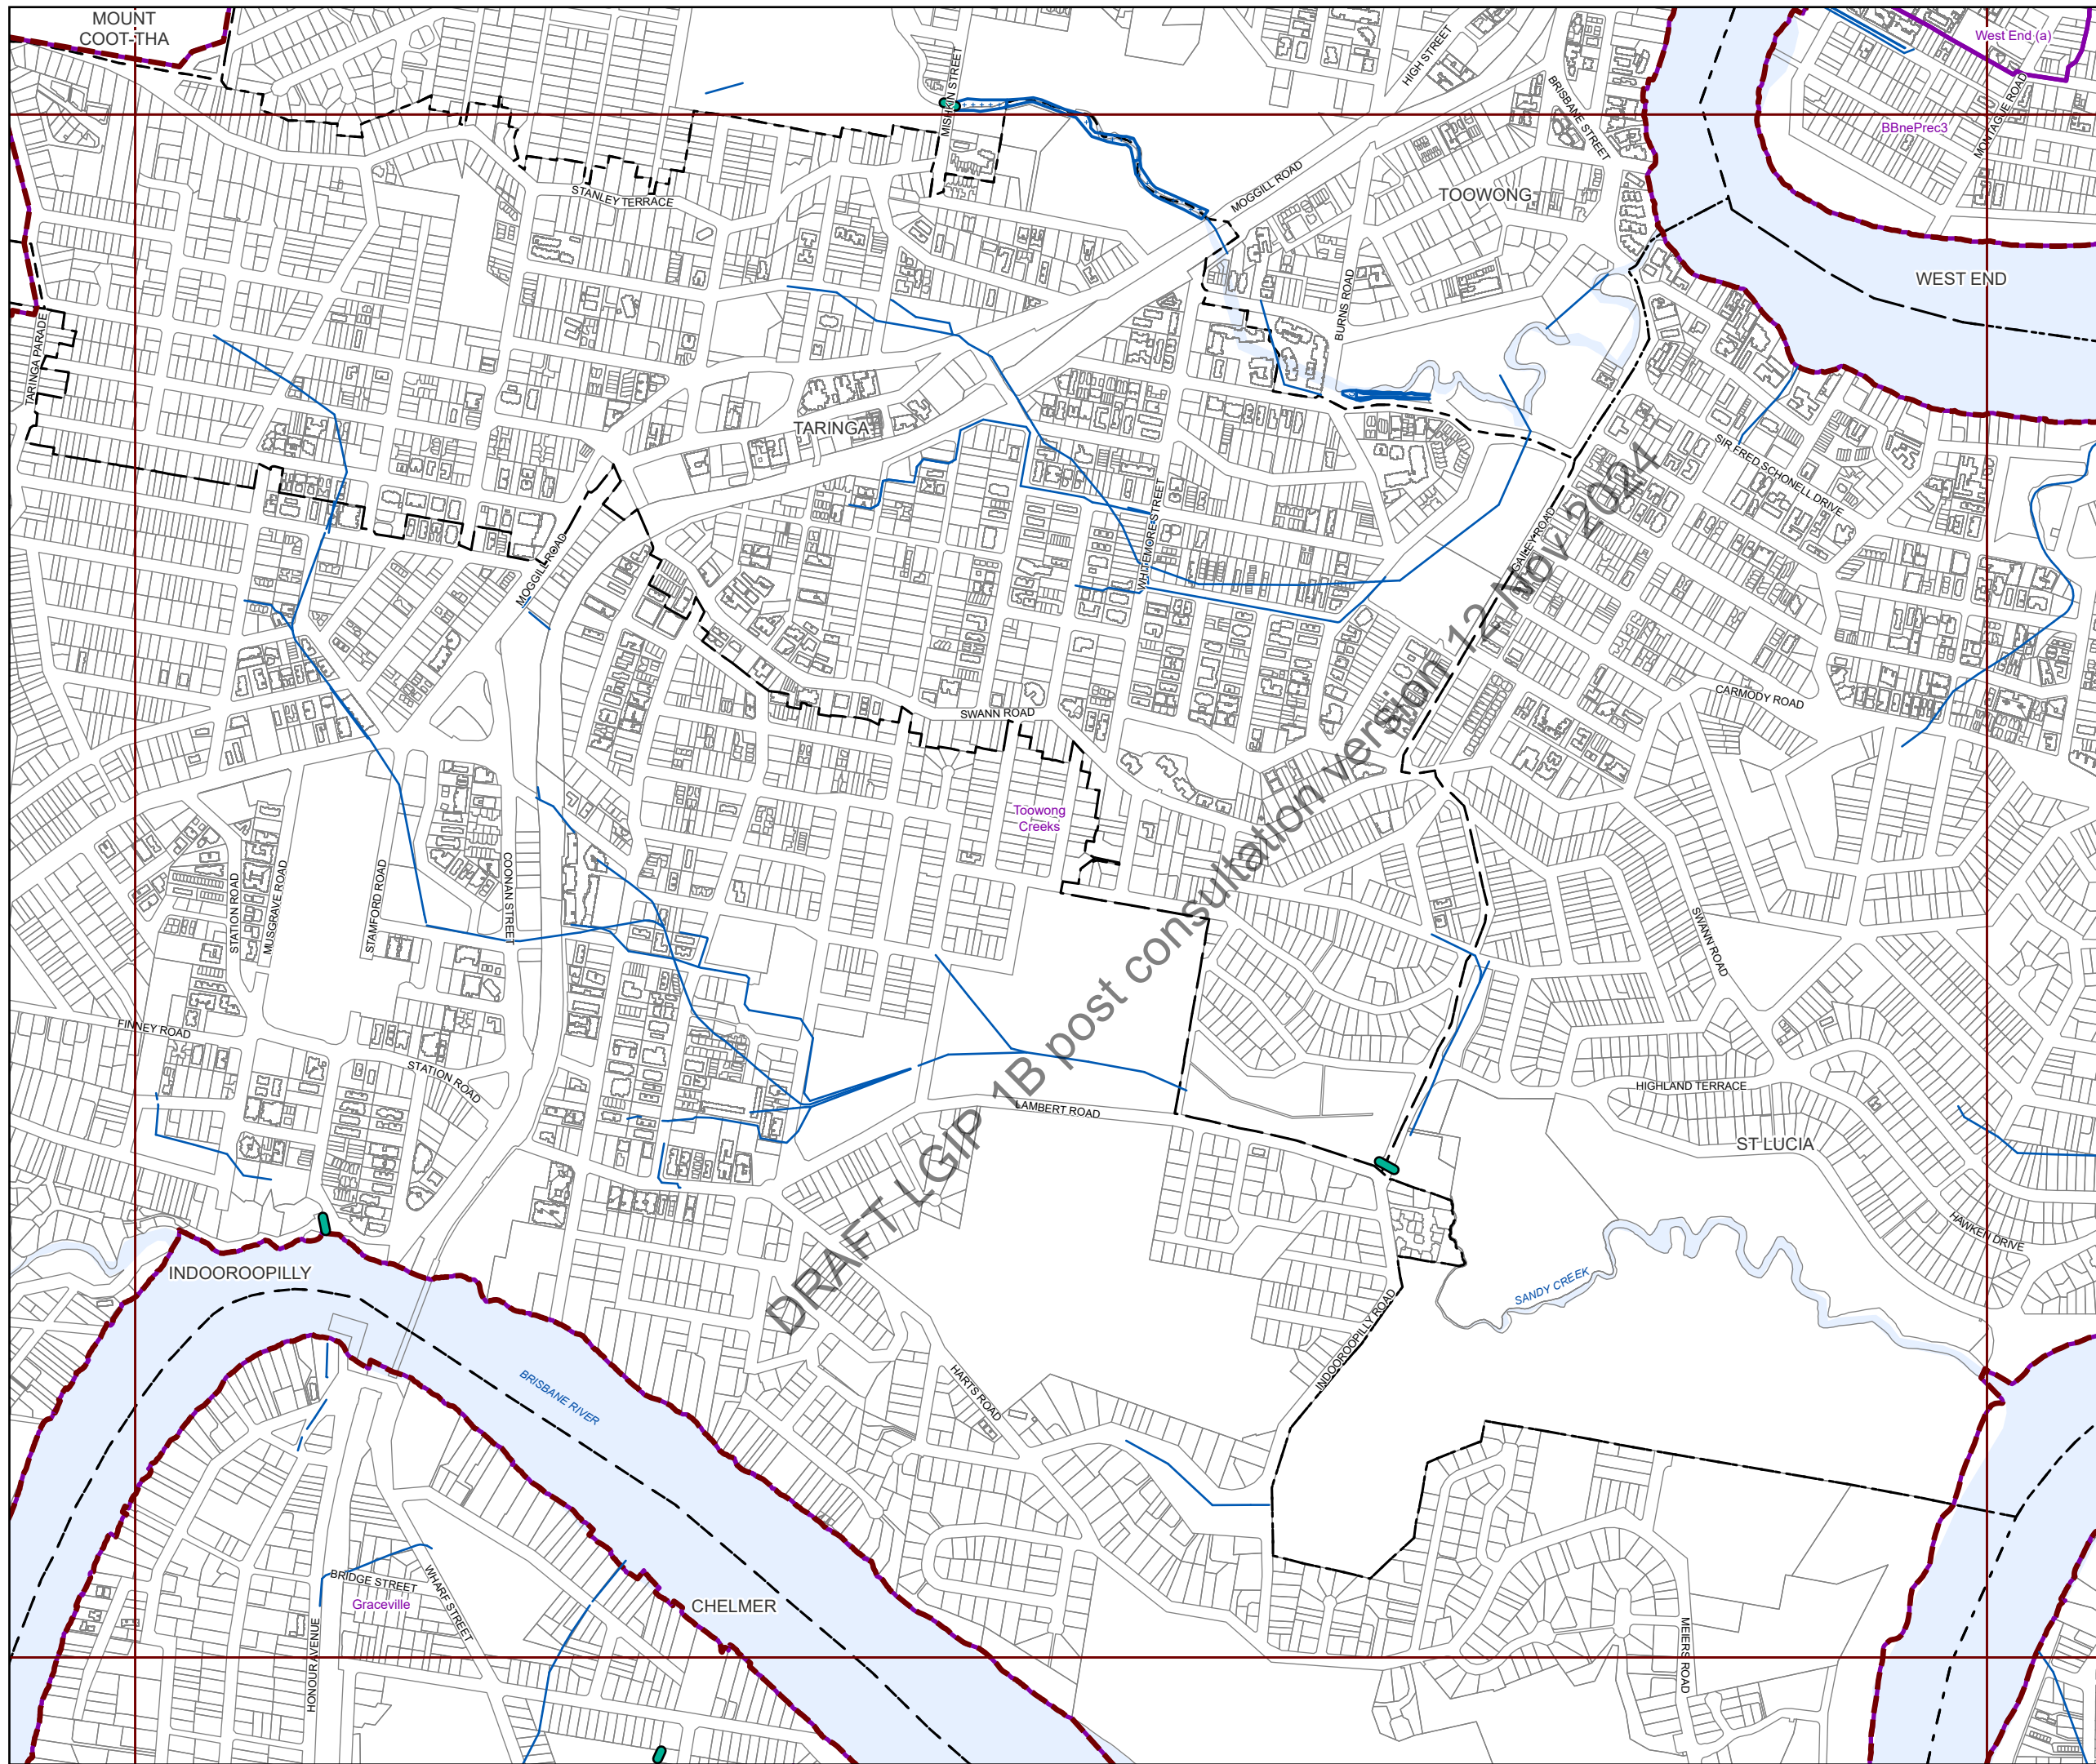 MOUNT
COOT-THA
MISHKIN STREET
HIGH STREET
BRISBANE STREET
West End (a)
MONTAGUE ROAD
BBnePrec3
STANLEY TERRACE
MOGGILL ROAD
TOOWONG
WEST END
BURNS ROAD
TARINGA PARADE
TARINGA
SIR FRED SCHONELL DRIVE
WHITEMORE STREET
GAILEY ROAD
MOGGILL ROAD
SWANN ROAD
CARMODY ROAD
Toowong
Creeks
DRAFT LGIP 1B post consultation version 12 Nov 2024
STATION ROAD
MUSGRAVE ROAD
STAMFORD ROAD
COONAN STREET
SWANN ROAD
FINNEY ROAD
STATION ROAD
LAMBERT ROAD
HIGHLAND TERRACE
ST LUCIA
HAWKEN DRIVE
INDOOROOPILLY
SANDY CREEK
INDOOROOPILLY ROAD
BRISBANE RIVER
HARTS ROAD
BRIDGE STREET
Graceville
WHARF STREET
CHELMER
HONOUR AVENUE
MEIERS ROAD